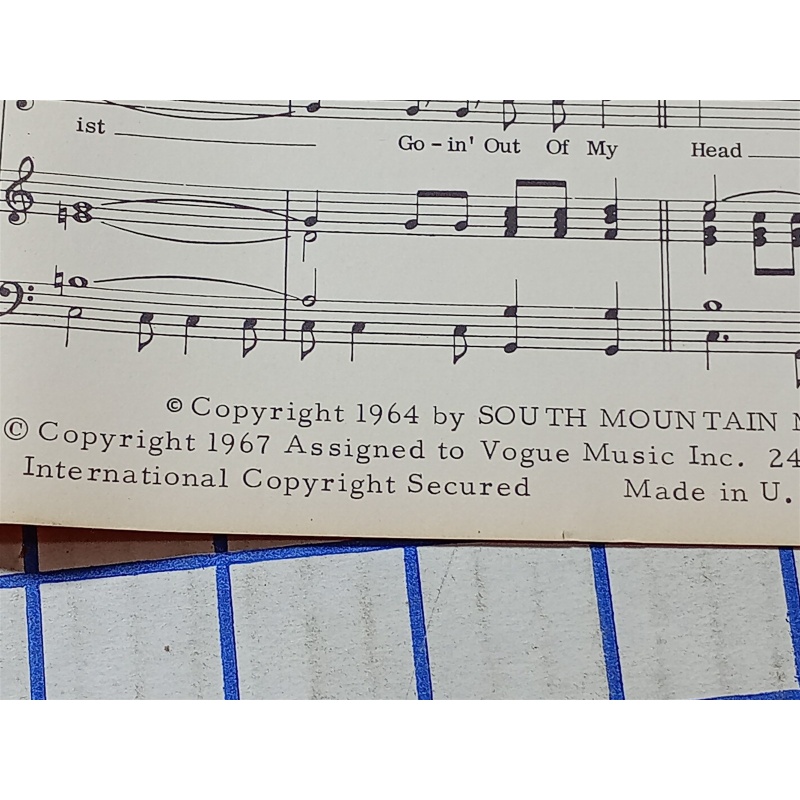 ist Go - in' Out Of My Head
© Copyright 1964 by SOUTH MOUNTAIN
© Copyright 1967 Assigned to Vogue Music Inc. 24
International Copyright Secured Made in U.